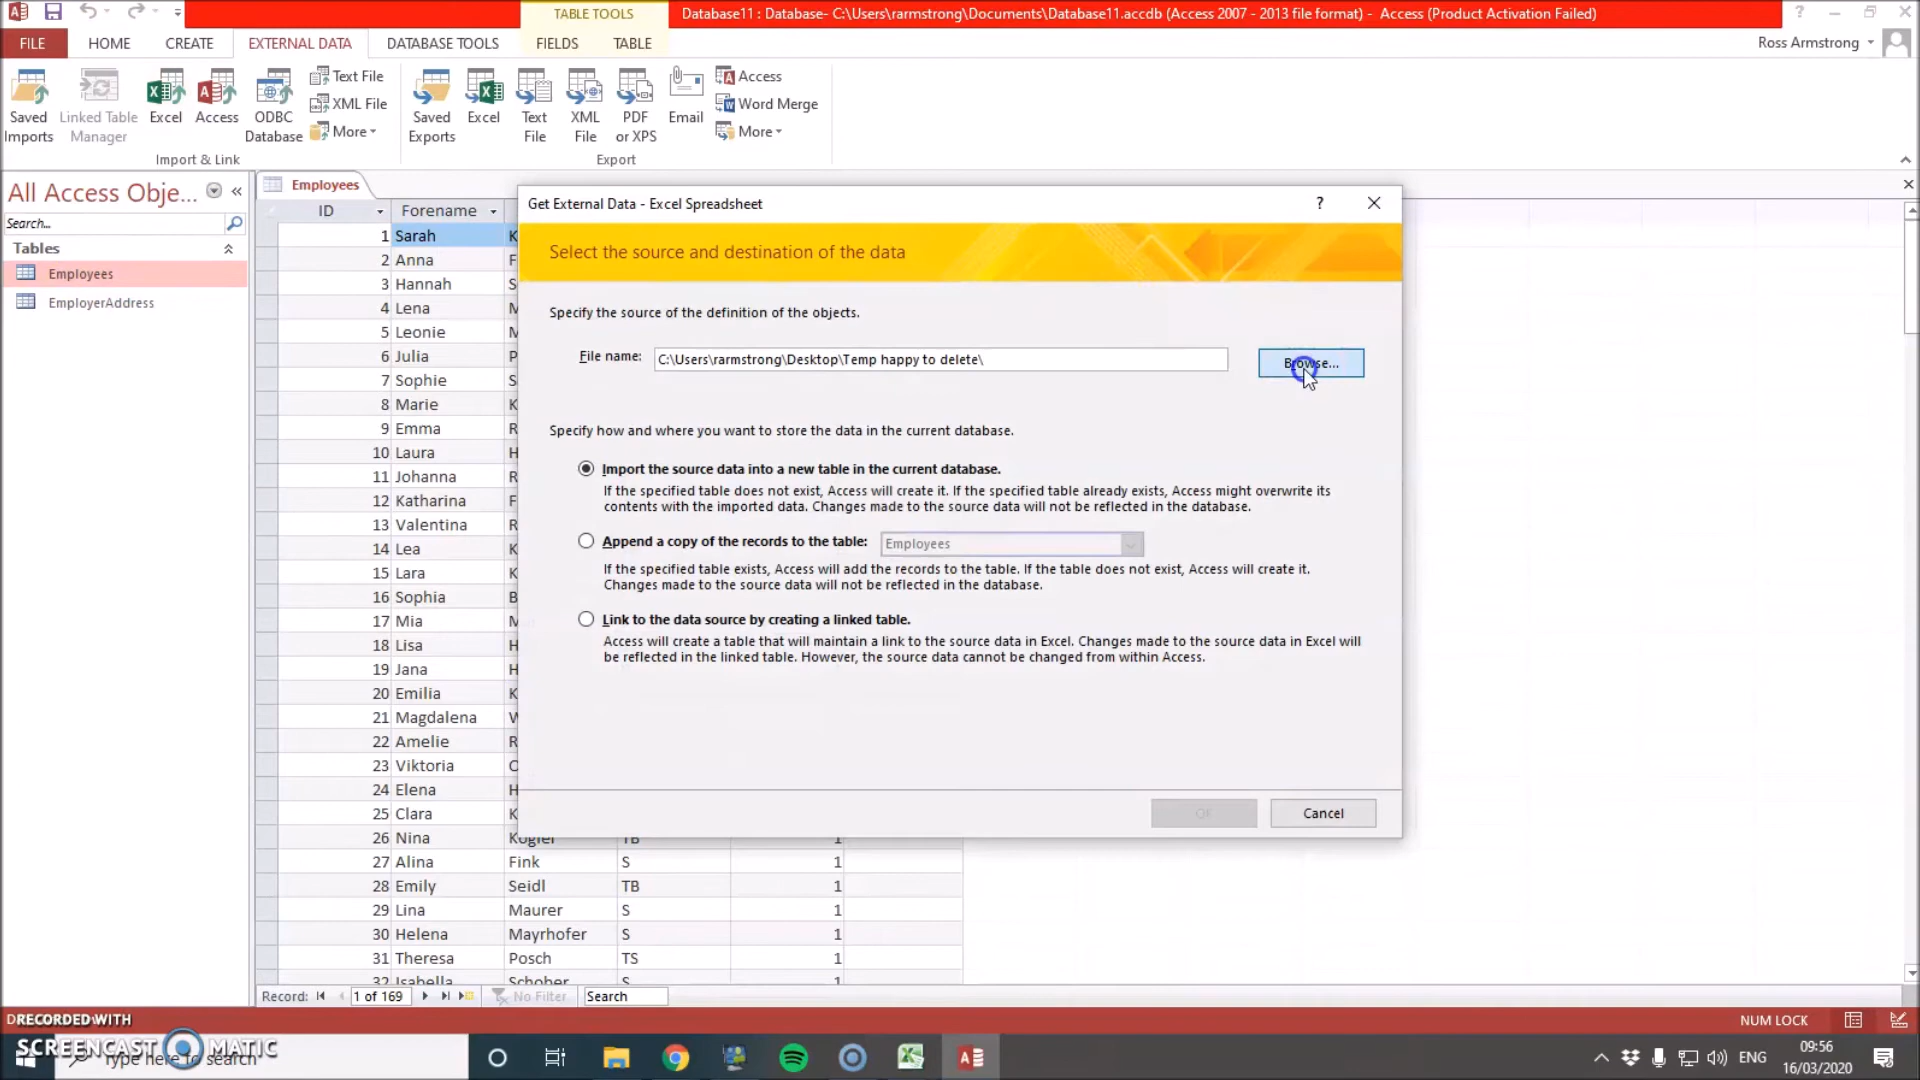 TABLE TOOLS
Database11 : Database- C:\Users\rarmstrong\Documents\Database11.accdb (Access 2007 - 2013 file format) - Access (Product Activation Failed)
FILE HOME CREATE EXTERNAL DATA DATABASE TOOLS FIELDS TABLE
Ross Armstrong
Saved Imports
Linked Table Manager
Excel
Access
ODBC Database
Text File
XML File
More
Import & Link
Saved Exports
Excel
Text File
XML File
PDF or XPS
Email
Access
Word Merge
More
Export
All Access Obje...
Search...
Tables
Employees
EmployerAddress
Employees
ID Forename
1 Sarah K
2 Anna F
3 Hannah S
4 Lena M
5 Leonie M
6 Julia P
7 Sophie S
8 Marie K
9 Emma R
10 Laura H
11 Johanna R
12 Katharina F
13 Valentina R
14 Lea K
15 Lara F
16 Sophia B
17 Mia M
18 Lisa H
19 Jana H
20 Emilia K
21 Magdalena W
22 Amelie R
23 Viktoria O
24 Elena H
25 Clara K
26 Nina Kogler TB 1
27 Alina Fink S 1
28 Emily Seidl TB 1
29 Lina Maurer S 1
30 Helena Mayrhofer S 1
31 Theresa Posch TS 1
32 Isabella Schober S 1
Get External Data - Excel Spreadsheet
Select the source and destination of the data
Specify the source of the definition of the objects.
File name: C:\Users\rarmstrong\Desktop\Temp happy to delete\
Browse...
Specify how and where you want to store the data in the current database.
Import the source data into a new table in the current database.
If the specified table does not exist, Access will create it. If the specified table already exists, Access might overwrite its
contents with the imported data. Changes made to the source data will not be reflected in the database.
Append a copy of the records to the table: Employees
If the specified table exists, Access will add the records to the table. If the table does not exist, Access will create it.
Changes made to the source data will not be reflected in the database.
Link to the data source by creating a linked table.
Access will create a table that will maintain a link to the source data in Excel. Changes made to the source data in Excel will
be reflected in the linked table. However, the source data cannot be changed from within Access.
OK Cancel
Record: 1 of 169 No Filter Search
RECORDED WITH
NUM LOCK
SCREENCAST MATIC
Type here to search
ENG
09:56
16/03/2020